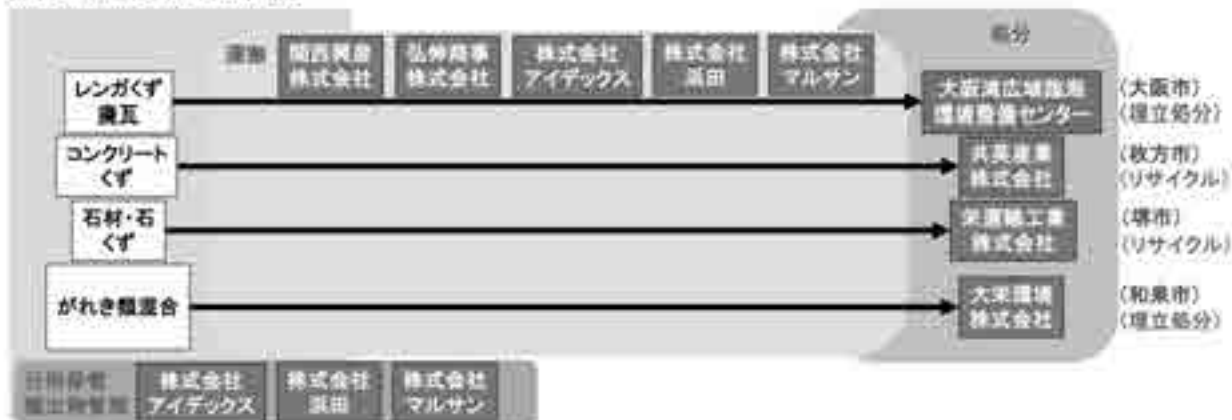 運搬
処分
関西興産
株式会社
弘伸商事
株式会社
株式会社
アイデックス
株式会社
浜田
株式会社
マルサン
レンガくず
廃瓦
大阪湾広域臨海
環境整備センター
(大阪市)
(埋立処分)
コンクリート
くず
共英産業
株式会社
(枚方市)
(リサイクル)
石材・石
くず
株式会社
(堺市)
(リサイクル)
がれき類混合
大栄環境
株式会社
(和泉市)
(埋立処分)
株式会社
アイデックス
株式会社
浜田
株式会社
マルサン